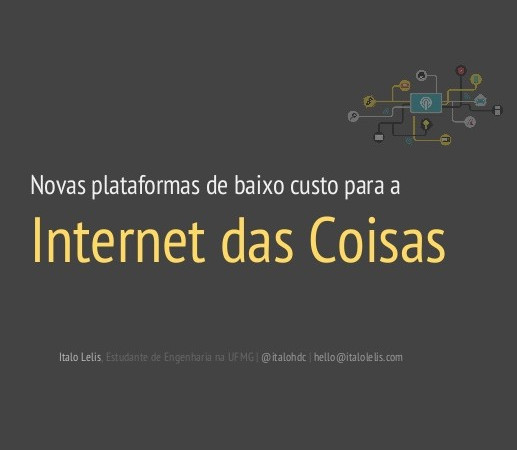 Novas plataformas de baixo custo para a
Internet das Coisas
Italo Lelis, Estudante de Engenharia na UFMG | @italohdc | hello@italolelis.com